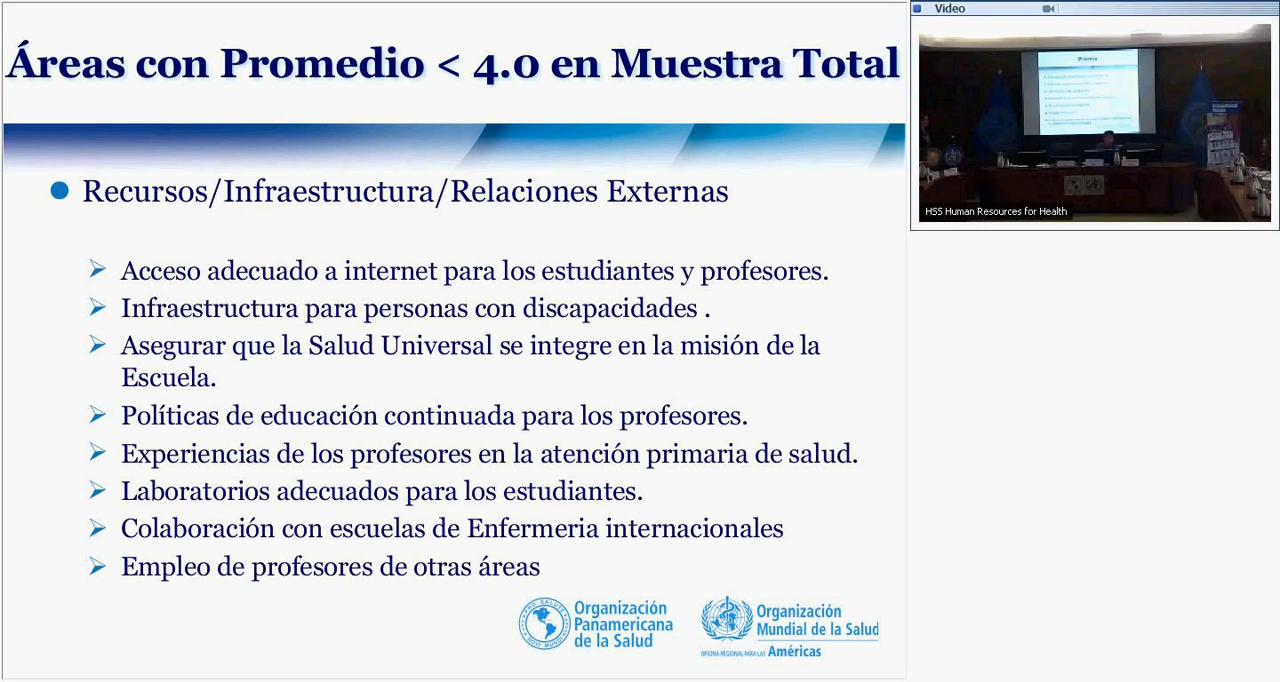 Áreas con Promedio < 4.0 en Muestra Total
Recursos/Infraestructura/Relaciones Externas
Acceso adecuado a internet para los estudiantes y profesores.
Infraestructura para personas con discapacidades .
Asegurar que la Salud Universal se integre en la misión de la
Escuela.
Políticas de educación continuada para los profesores.
Experiencias de los profesores en la atención primaria de salud.
Laboratorios adecuados para los estudiantes.
Colaboración con escuelas de Enfermeria internacionales
Empleo de profesores de otras áreas
PRO SALUTE
NOVI MUNDI
Organización
Panamericana
de la Salud
Organización
Mundial de la Salud
OFICINA REGIONAL PARA LAS Américas
Video
HSS Human Resources for Health